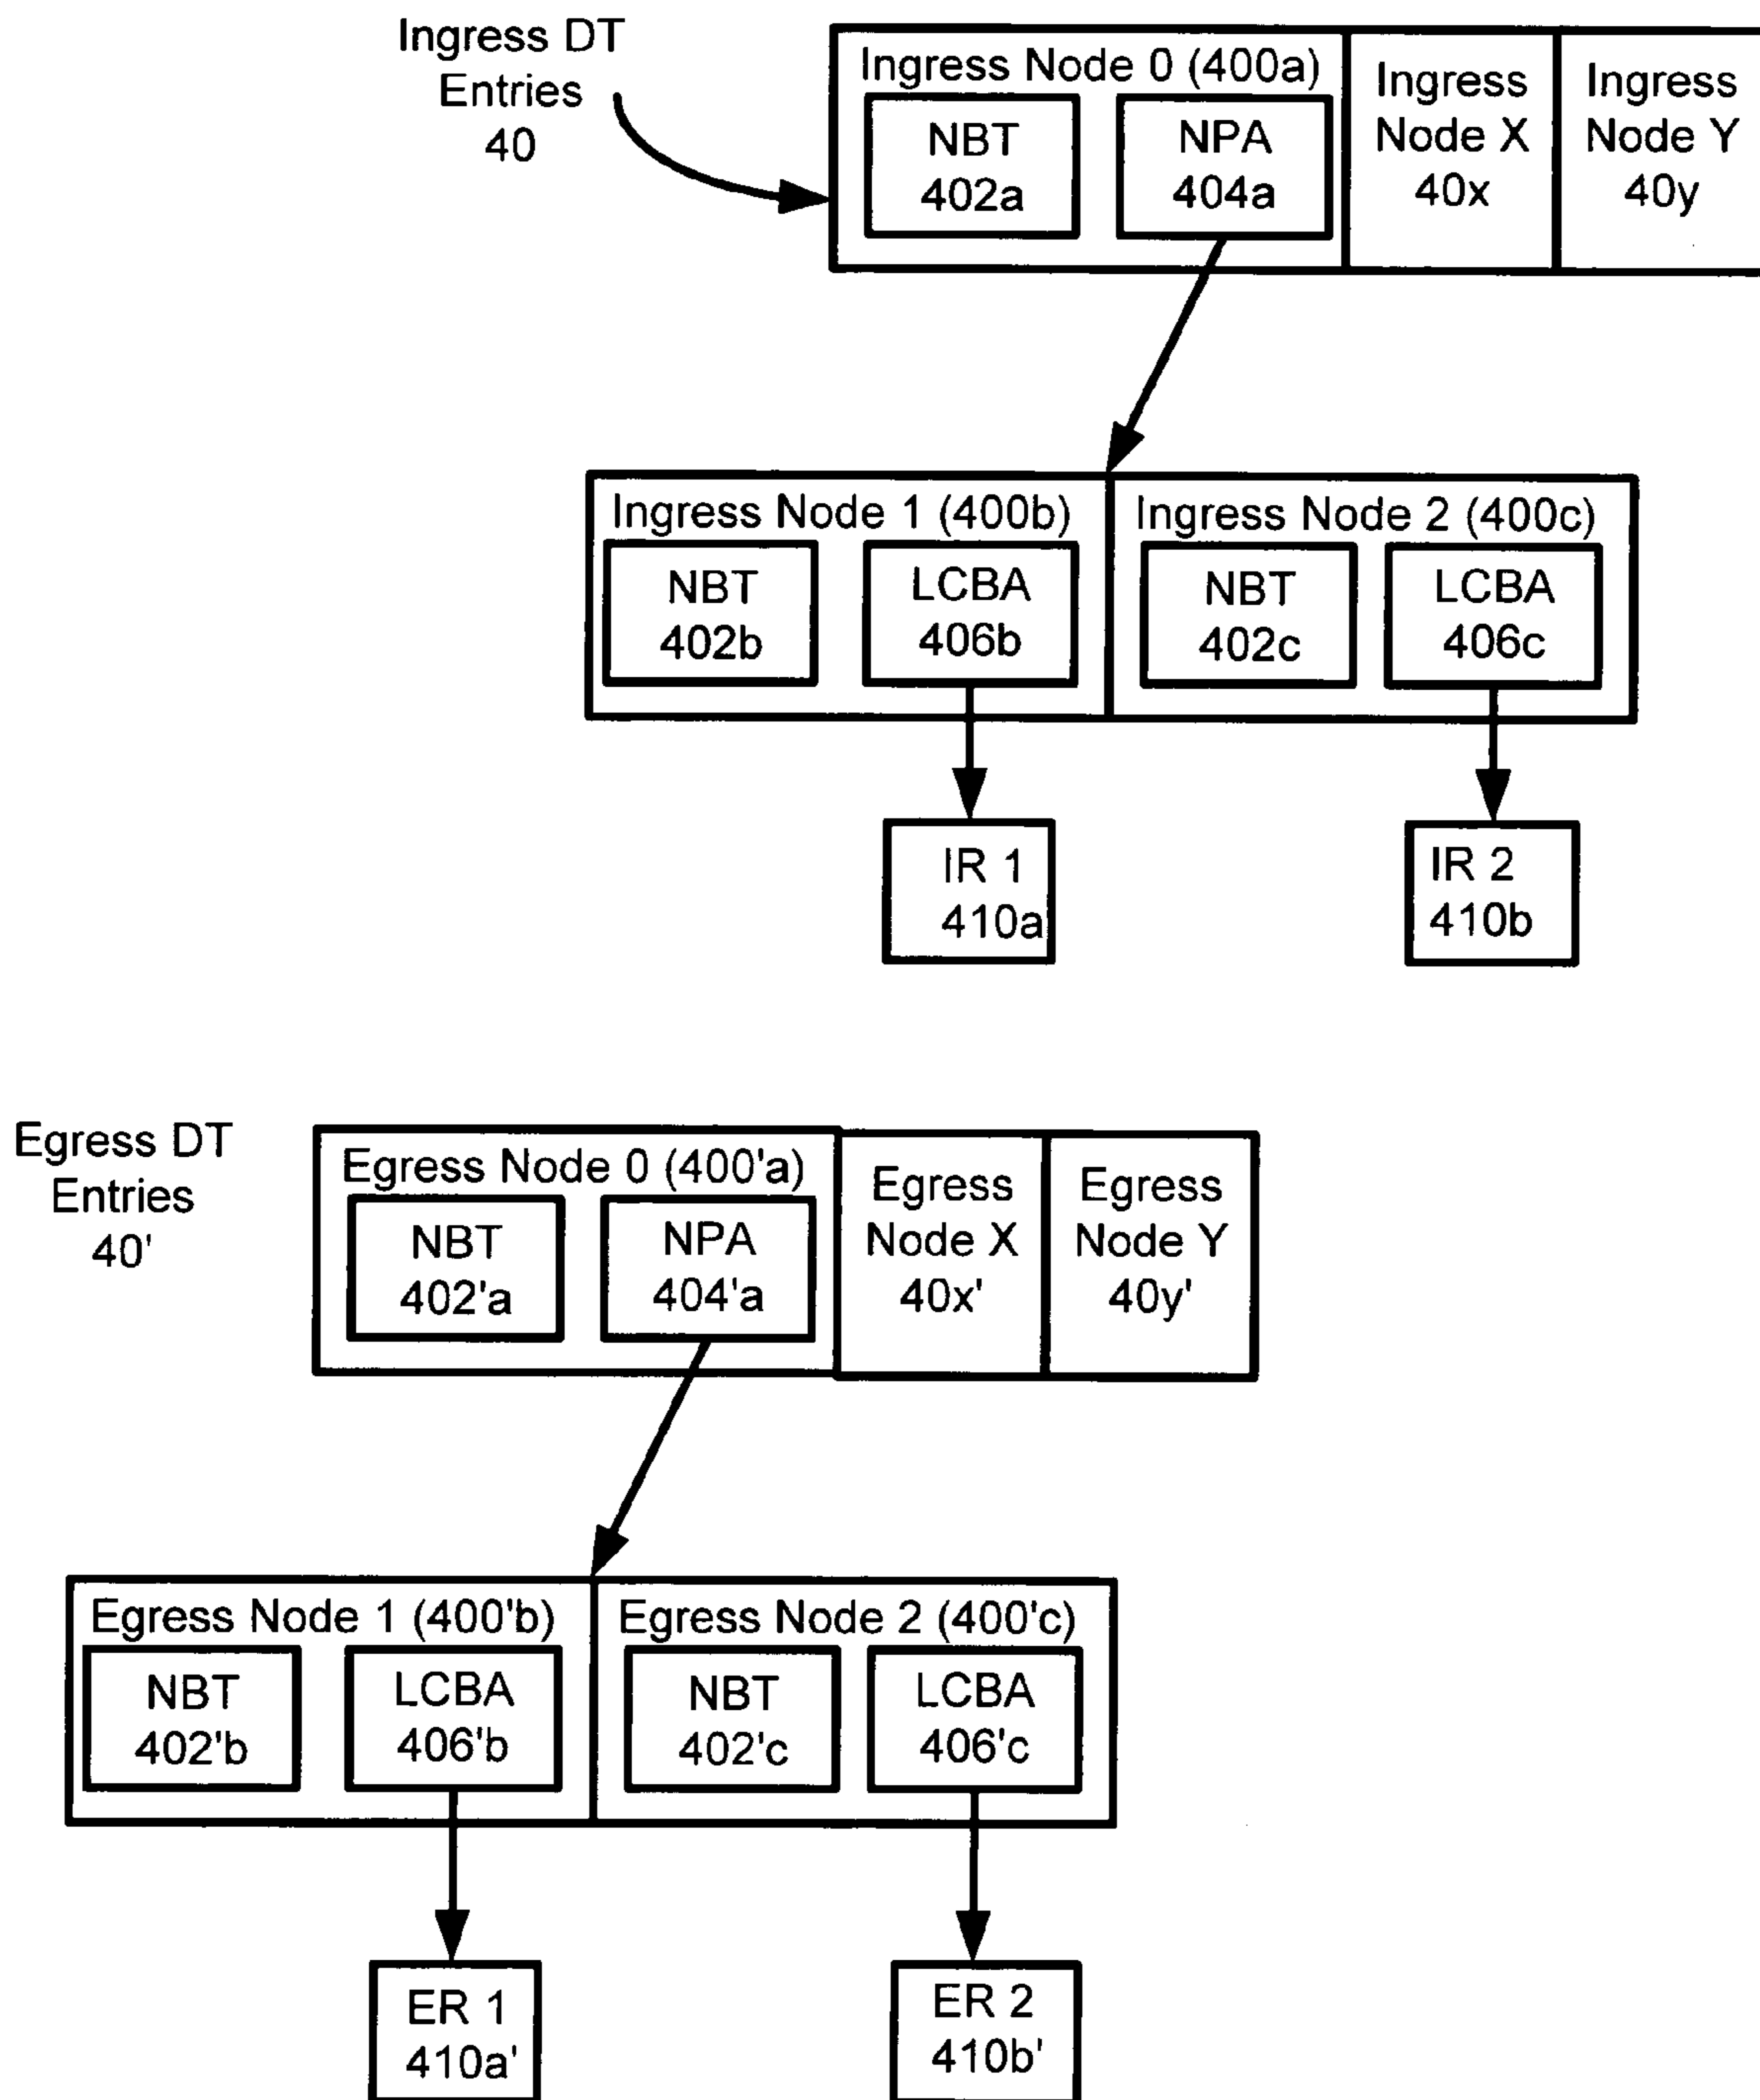 Ingress DT
Entries
40
Ingress Node 0 (400a)
NBT
402a
NPA
404a
Ingress
Node X
40x
Ingress
Node Y
40y
Ingress Node 1 (400b)
NBT
402b
LCBA
406b
Ingress Node 2 (400c)
NBT
402c
LCBA
406c
IR 1
410a
IR 2
410b
Egress DT
Entries
40'
Egress Node 0 (400'a)
NBT
402'a
NPA
404'a
Egress
Node X
40x'
Egress
Node Y
40y'
Egress Node 1 (400'b)
NBT
402'b
LCBA
406'b
Egress Node 2 (400'c)
NBT
402'c
LCBA
406'c
ER 1
410a'
ER 2
410b'